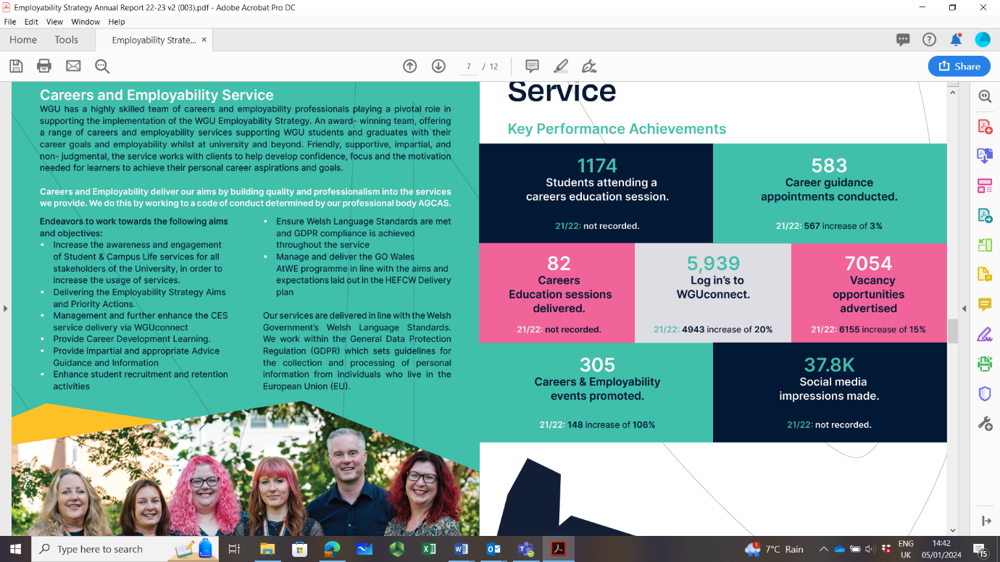 Employability Strategy Annual Report 22-23 v2 (003).pdf - Adobe Acrobat Pro DC
File Edit View Window Help
Home Tools Employability Strate... ×
7 / 12
Share
Careers and Employability Service
WGU has a highly skilled team of careers and employability professionals playing a pivotal role in
supporting the implementation of the WGU Employability Strategy. An award- winning team, offering
a range of careers and employability services supporting WGU students and graduates with their
career goals and employability whilst at university and beyond. Friendly, supportive, impartial, and
non- judgmental, the service works with clients to help develop confidence, focus and the motivation
needed for learners to achieve their personal career aspirations and goals.
Careers and Employability deliver our aims by building quality and professionalism into the services
we provide. We do this by working to a code of conduct determined by our professional body AGCAS.
Endeavors to work towards the following aims
and objectives:
• Increase the awareness and engagement
of Student & Campus Life services for all
stakeholders of the University, in order to
increase the usage of services.
• Delivering the Employability Strategy Aims
and Priority Actions.
• Management and further enhance the CES
service delivery via WGUconnect
• Provide Career Development Learning.
• Provide impartial and appropriate Advice
Guidance and Information
• Enhance student recruitment and retention
activities
• Ensure Welsh Language Standards are met
and GDPR compliance is achieved
throughout the service
• Manage and deliver the GO Wales
AtWE programme in line with the aims and
expectations laid out in the HEFCW Delivery
plan
Our services are delivered in line with the Welsh
Government's Welsh Language Standards.
We work within the General Data Protection
Regulation (GDPR) which sets guidelines for
the collection and processing of personal
information from individuals who live in the
European Union (EU).
Service
Key Performance Achievements
1174
Students attending a
careers education session.
21/22: not recorded.
583
Career guidance
appointments conducted.
21/22: 567 increase of 3%
82
Careers
Education sessions
delivered.
21/22: not recorded.
5,939
Log in's to
WGUconnect.
21/22: 4943 increase of 20%
7054
Vacancy
opportunities
advertised
21/22: 6155 increase of 15%
305
Careers & Employability
events promoted.
21/22: 148 increase of 106%
37.8K
Social media
impressions made.
21/22: not recorded.
Type here to search
1
7°C Rain
ENG
UK
14:42
05/01/2024
15